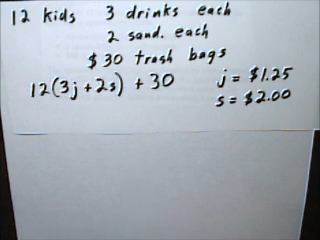 12 kids 3 drinks each
2 sand. each
$30 trash bags
12(3j+2s) + 30 j = $1.25
s = $2.00